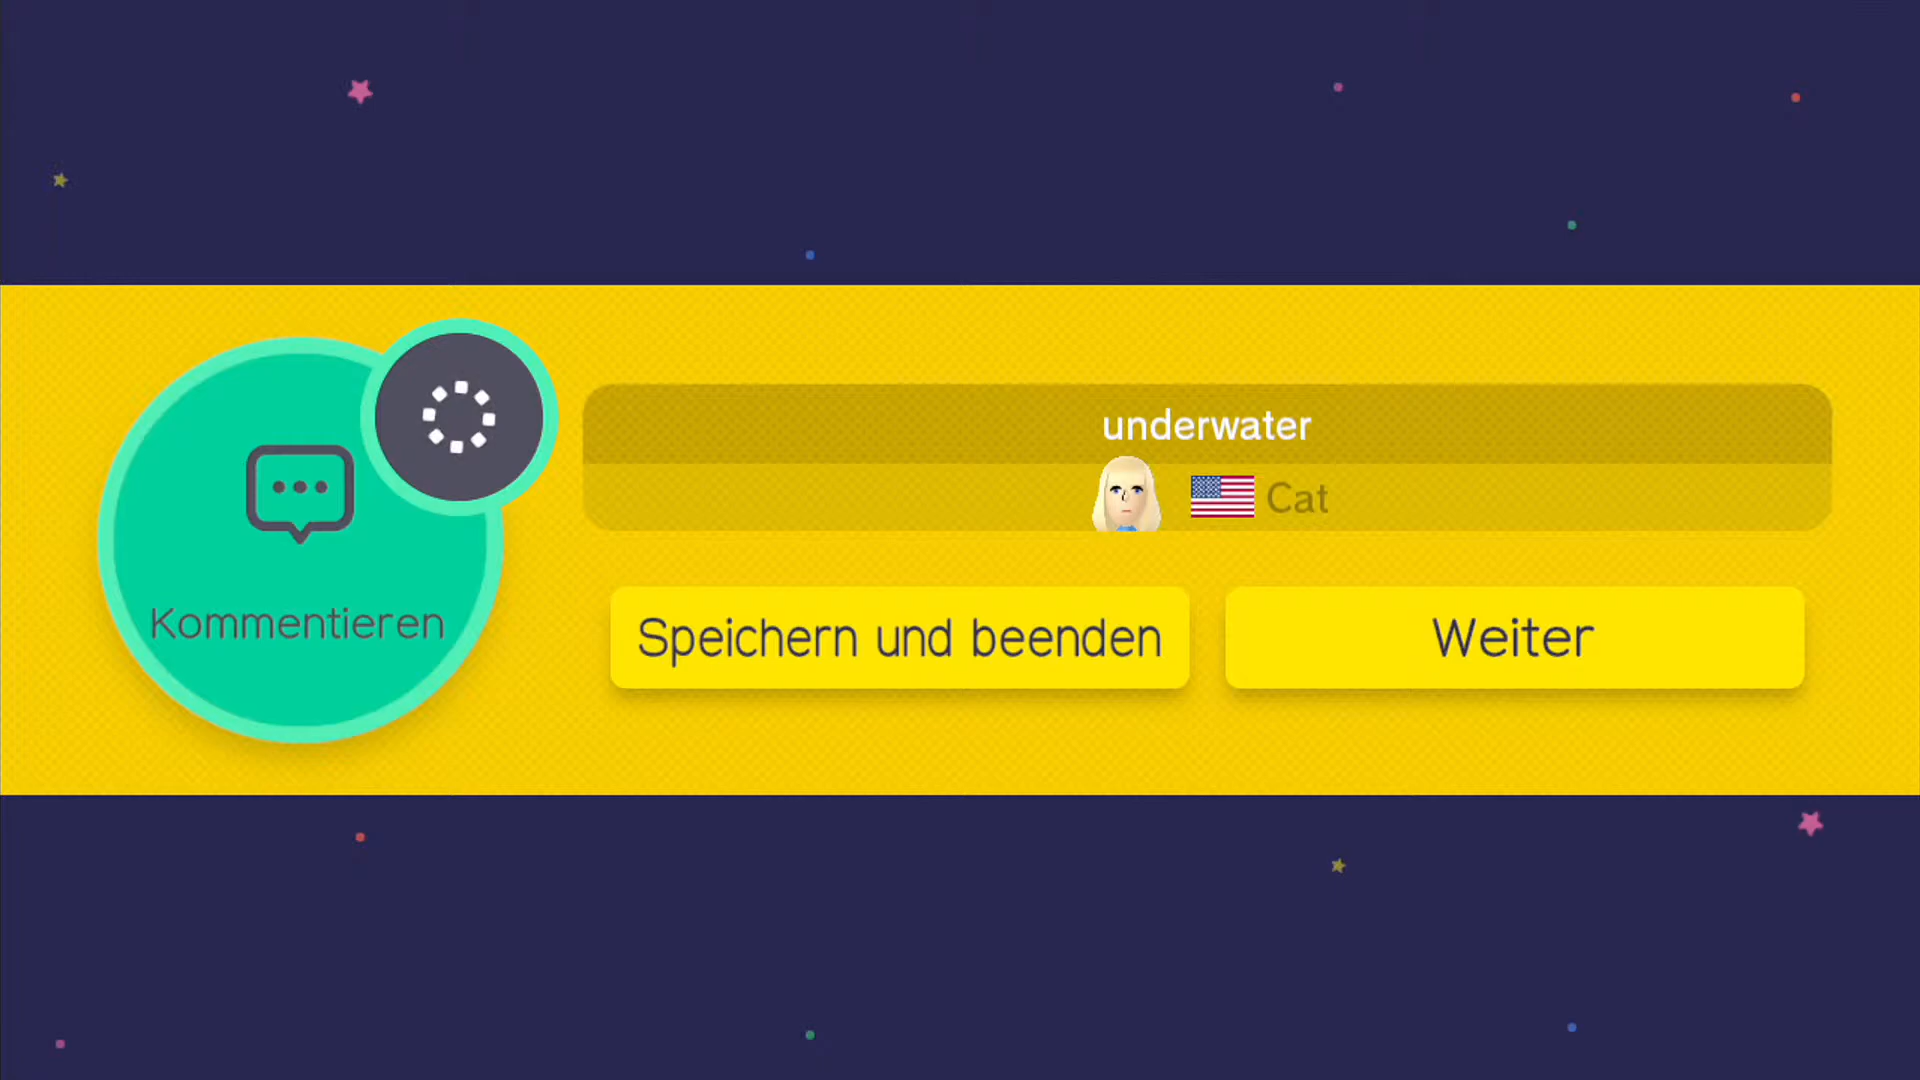 underwater
Cat
Kommentieren
Speichern und beenden
Weiter